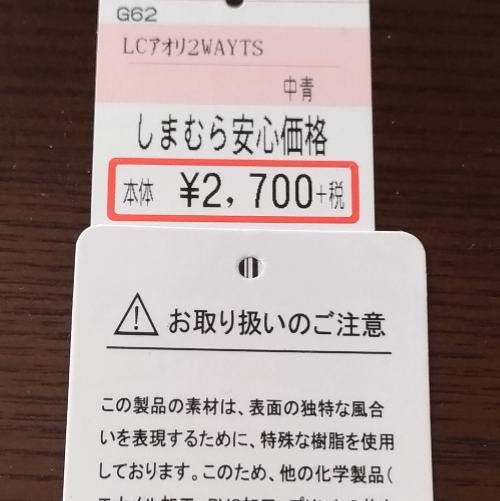 G62
LCアオリ2WAYTS
中青
しまむら安心価格
本体 ¥2,700+税
お取り扱いのご注意
この製品の素材は、表面の独特な風合
いを表現するために、特殊な樹脂を使用
しております。このため、他の化学製品(